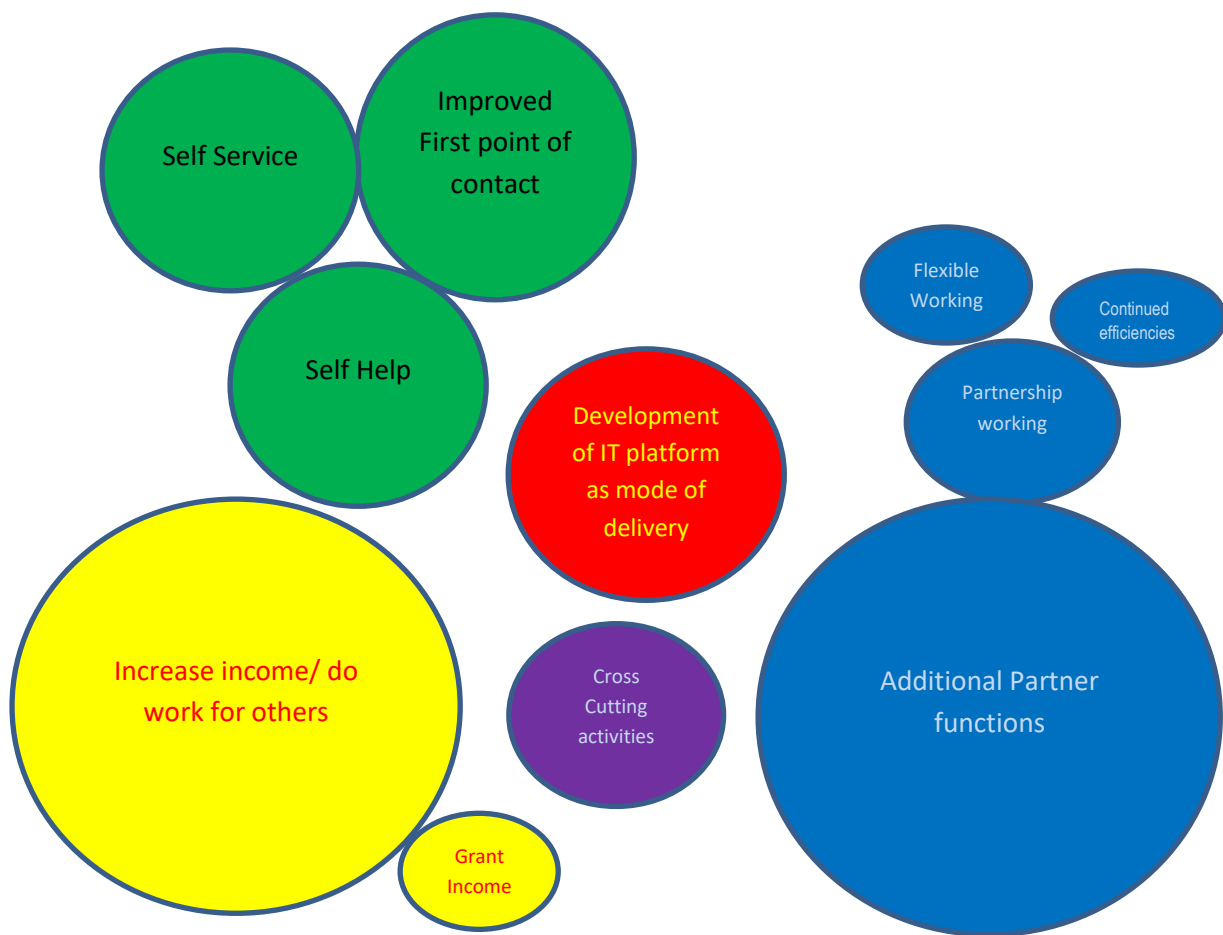 Improved
First point of
contact
Self Service
Self Help
Flexible
Working
Continued
efficiencies
Partnership
working
Development
of IT platform
as mode of
delivery
Increase income/ do
work for others
Cross
Cutting
activities
Additional Partner
functions
Grant
Income